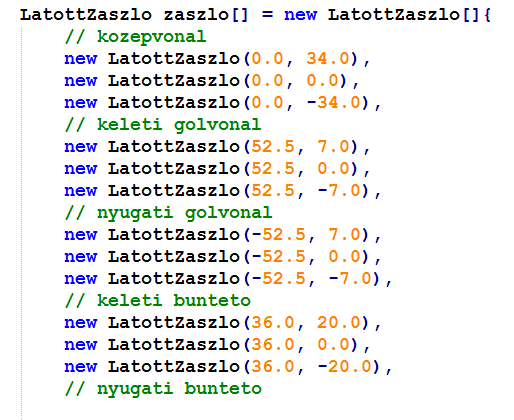 LatottZaszlo zaszlo[] = new LatottZaszlo[]{
// kozepvonal
new LatottZaszlo(0.0, 34.0),
new LatottZaszlo(0.0, 0.0),
new LatottZaszlo(0.0, -34.0),
// keleti golvonal
new LatottZaszlo(52.5, 7.0),
new LatottZaszlo(52.5, 0.0),
new LatottZaszlo(52.5, -7.0),
// nyugati golvonal
new LatottZaszlo(-52.5, 7.0),
new LatottZaszlo(-52.5, 0.0),
new LatottZaszlo(-52.5, -7.0),
// keleti bunteto
new LatottZaszlo(36.0, 20.0),
new LatottZaszlo(36.0, 0.0),
new LatottZaszlo(36.0, -20.0),
// nyugati bunteto